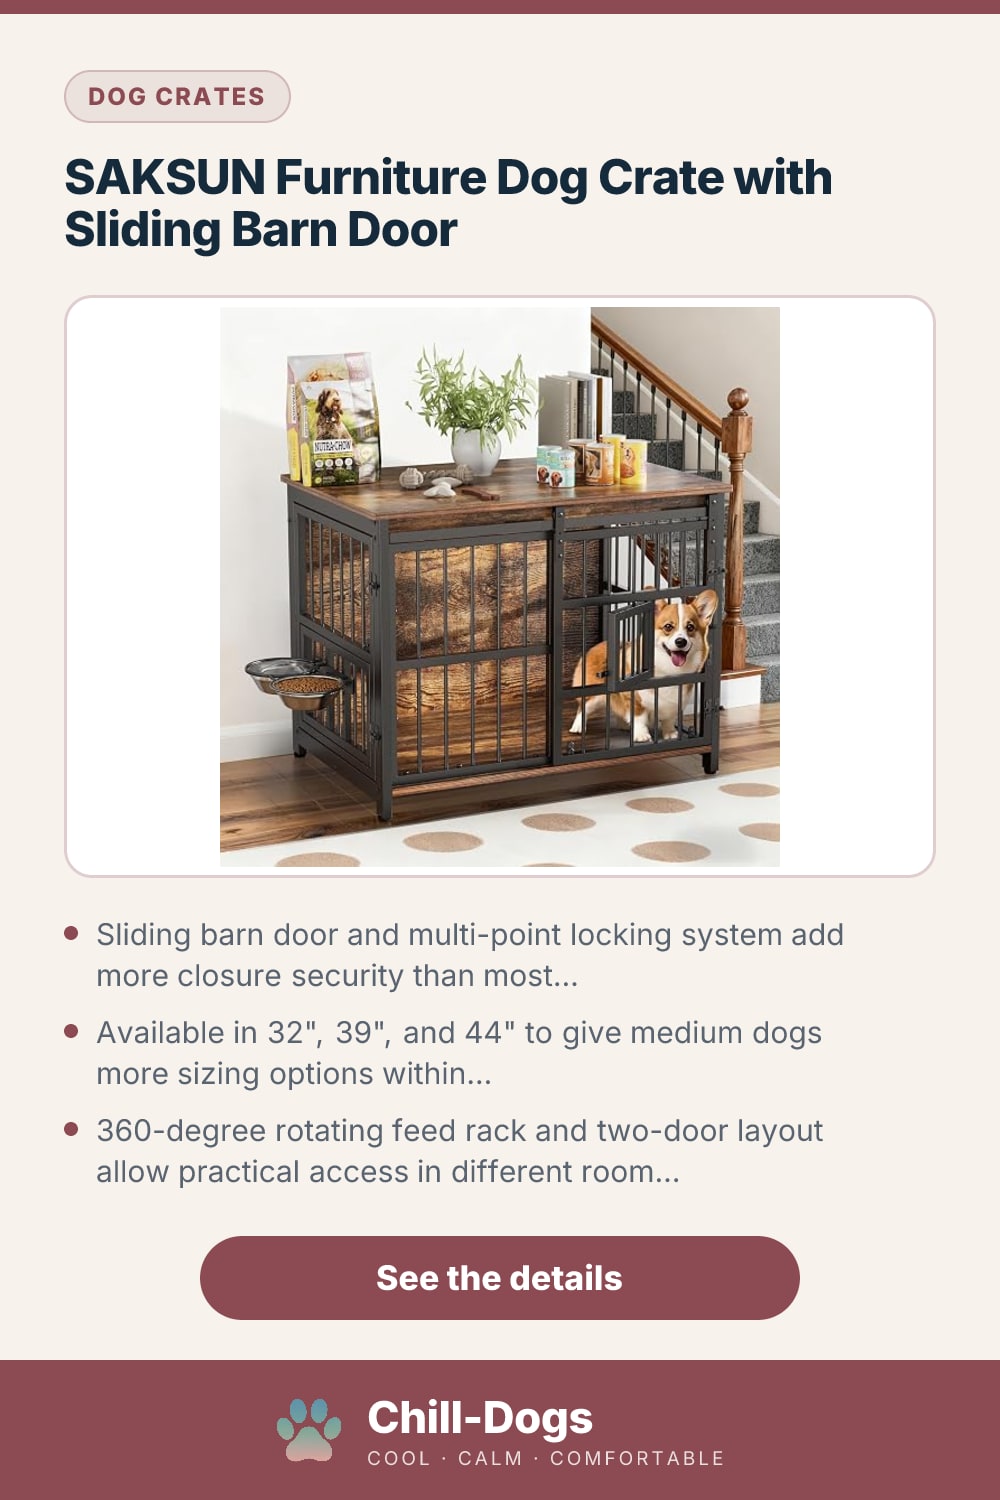 DOG CRATES
SAKSUN Furniture Dog Crate with
Sliding Barn Door
NUTRA-CHOW
Sliding barn door and multi-point locking system add
more closure security than most...
Available in 32", 39", and 44" to give medium dogs
more sizing options within...
360-degree rotating feed rack and two-door layout
allow practical access in different room...
See the details
Chill-Dogs
COOL · CALM · COMFORTABLE